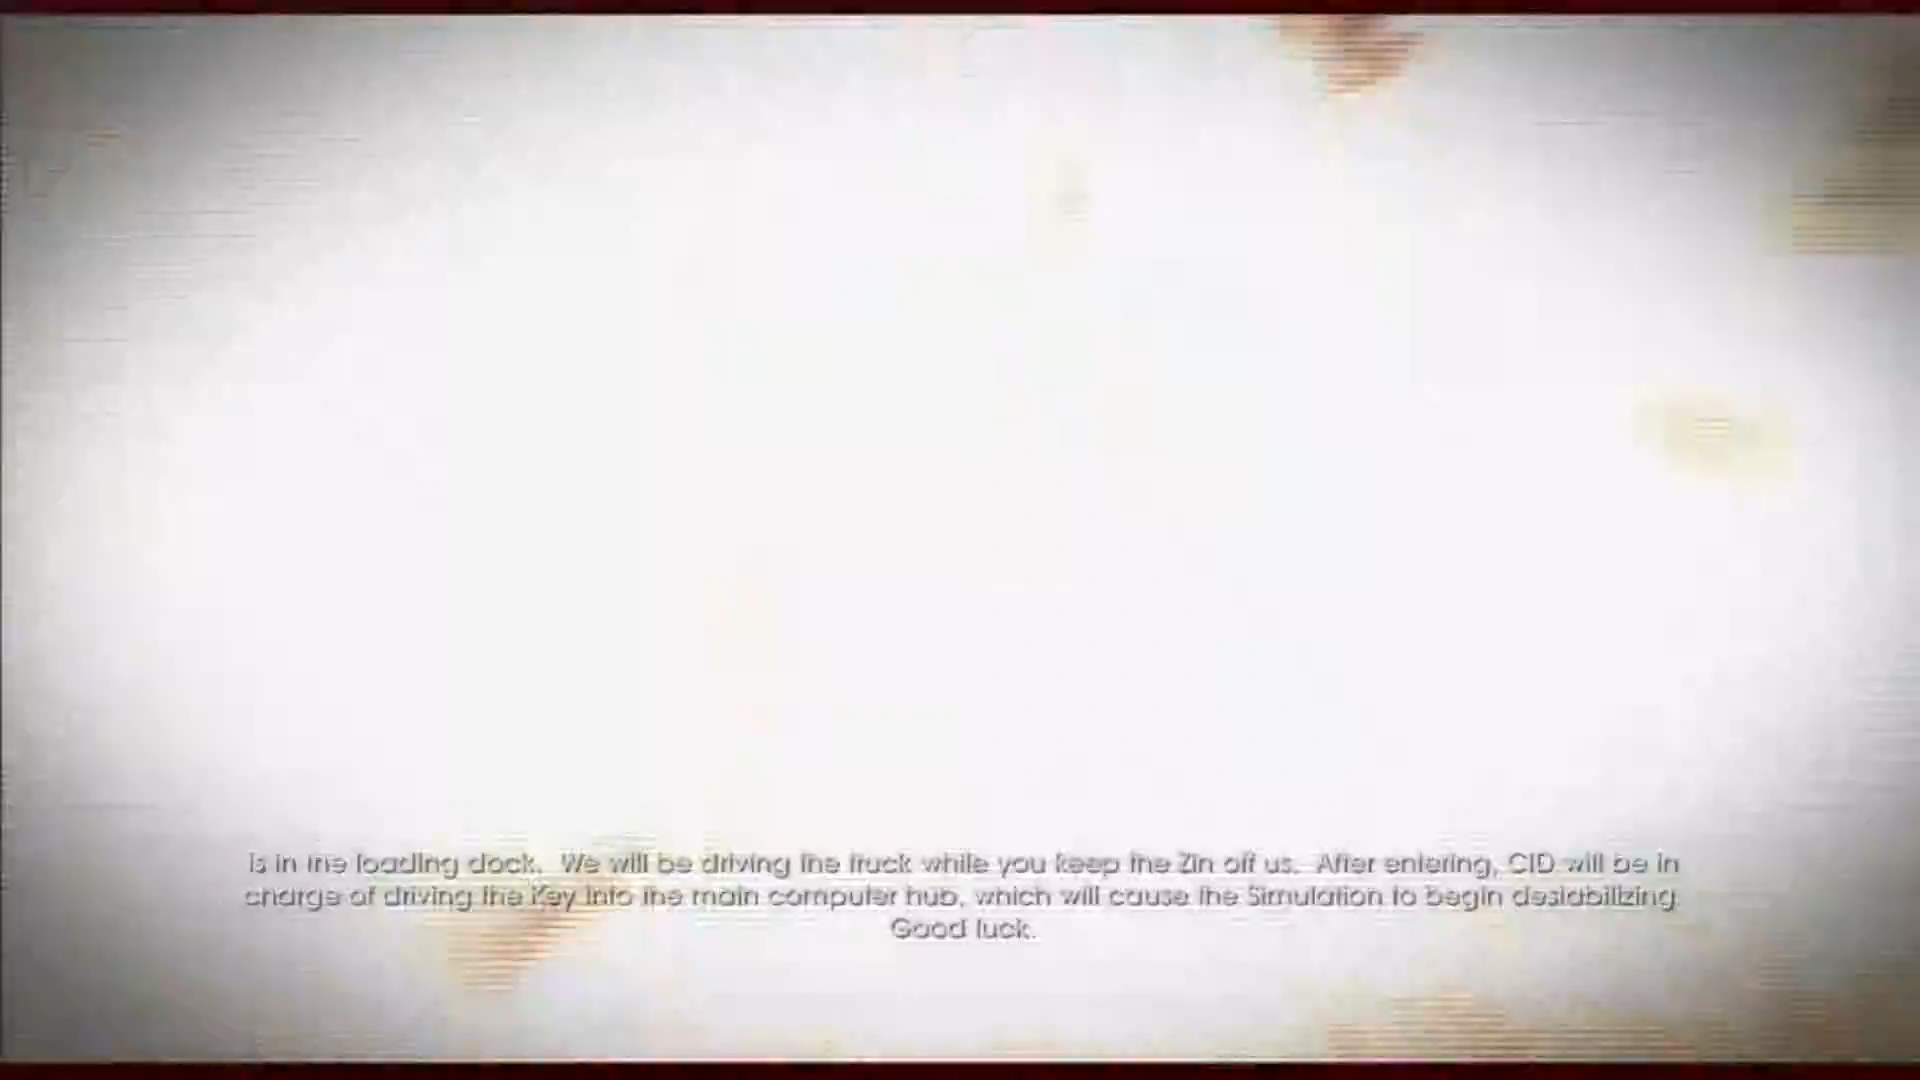 is in the loading dock. We will be driving the truck while you keep the Zin off us. After entering, CID will be in
charge of driving the Key into the main computer hub, which will cause the Simulation to begin destabilizing.
Good luck.